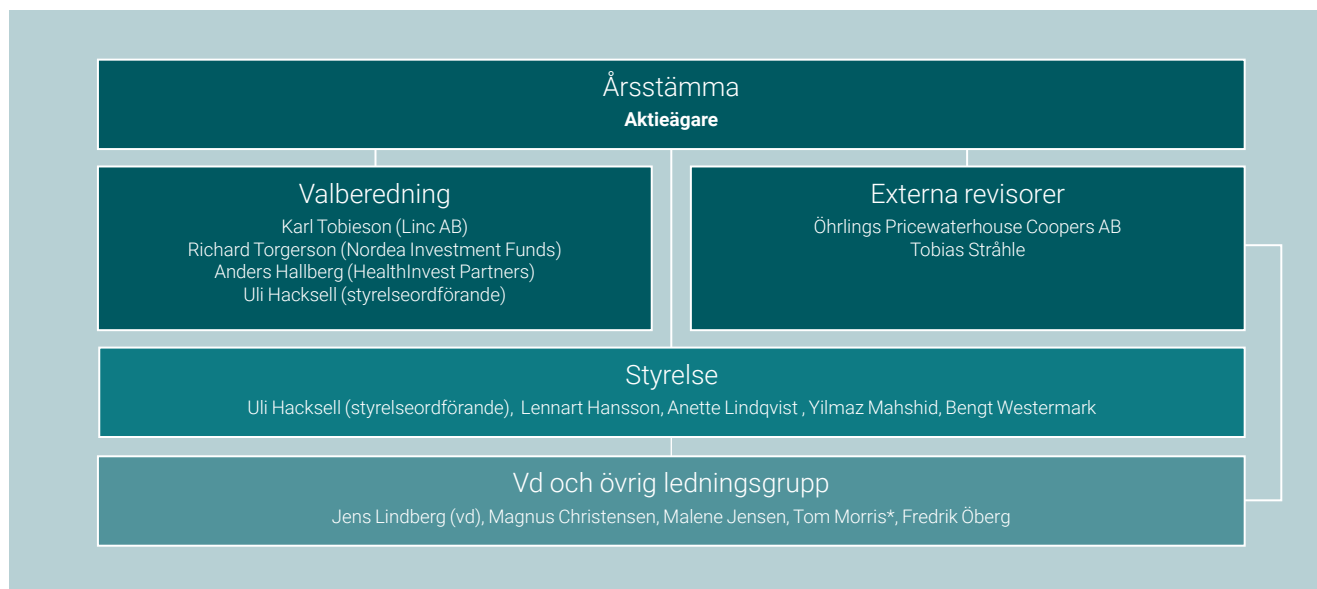 Årsstämma
Aktieägare
Valberedning
Karl Tobieson (Linc AB)
Richard Torgerson (Nordea Investment Funds)
Anders Hallberg (HealthInvest Partners)
Uli Hacksell (styrelseordförande)
Externa revisorer
Öhrlings Pricewaterhouse Coopers AB
Tobias Stråhle
Styrelse
Uli Hacksell (styrelseordförande), Lennart Hansson, Anette Lindqvist , Yilmaz Mahshid, Bengt Westermark
Vd och övrig ledningsgrupp
Jens Lindberg (vd), Magnus Christensen, Malene Jensen, Tom Morris*, Fredrik Öberg